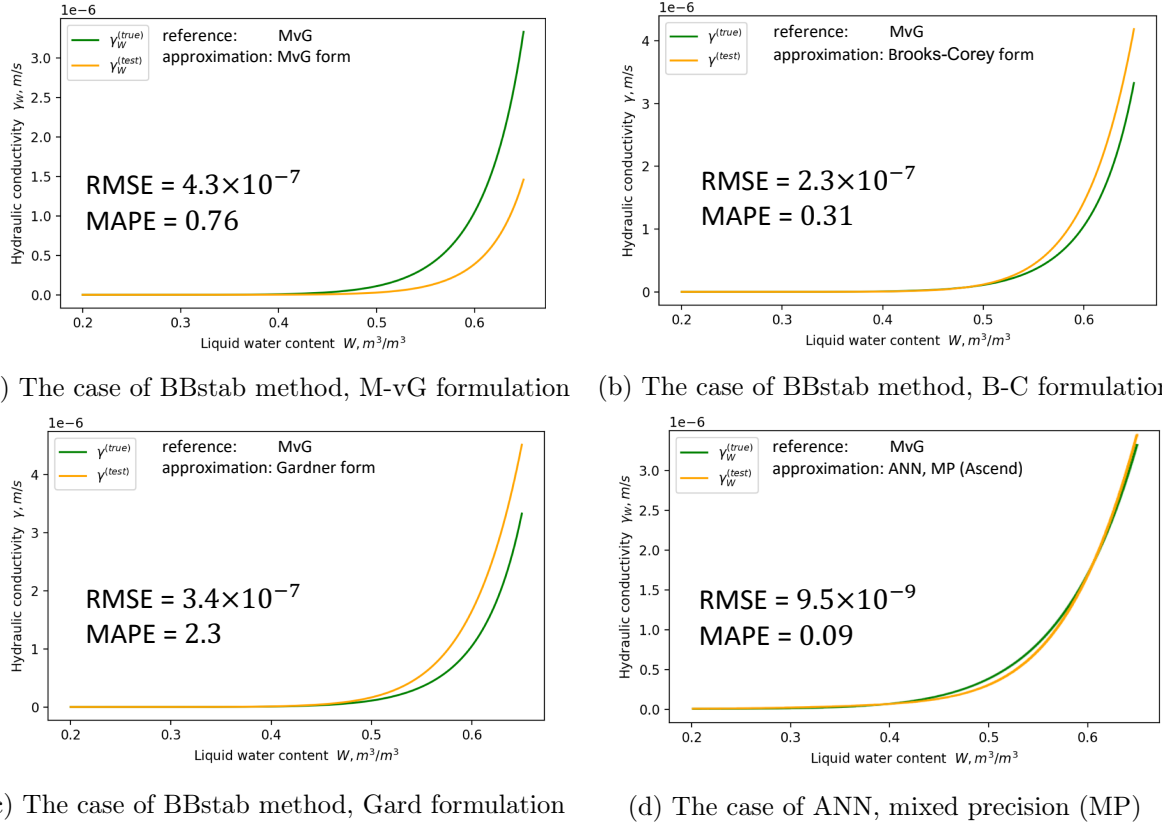 1e−6
γ_W^(true)
γ_W^(test)
reference: MvG
approximation: MvG form
Hydraulic conductivity γ_W, m/s
3.0
2.5
2.0
1.5
1.0
0.5
0.0
RMSE = 4.3×10^−7
MAPE = 0.76
0.2 0.3 0.4 0.5 0.6
Liquid water content W, m³/m³
) The case of BBstab method, M-vG formulation
1e−6
γ^(true)
γ^(test)
reference: MvG
approximation: Brooks-Corey form
Hydraulic conductivity γ, m/s
4
3
2
1
0
RMSE = 2.3×10^−7
MAPE = 0.31
0.2 0.3 0.4 0.5 0.6
Liquid water content W, m³/m³
(b) The case of BBstab method, B-C formulation
1e−6
γ^(true)
γ^(test)
reference: MvG
approximation: Gardner form
Hydraulic conductivity γ, m/s
4
3
2
1
0
RMSE = 3.4×10^−7
MAPE = 2.3
0.2 0.3 0.4 0.5 0.6
Liquid water content W, m³/m³
) The case of BBstab method, Gard formulation
1e−6
γ_W^(true)
γ_W^(test)
reference: MvG
approximation: ANN, MP (Ascend)
Hydraulic conductivity γ_W, m/s
3.0
2.5
2.0
1.5
1.0
0.5
0.0
RMSE = 9.5×10^−9
MAPE = 0.09
0.2 0.3 0.4 0.5 0.6
Liquid water content W, m³/m³
(d) The case of ANN, mixed precision (MP)